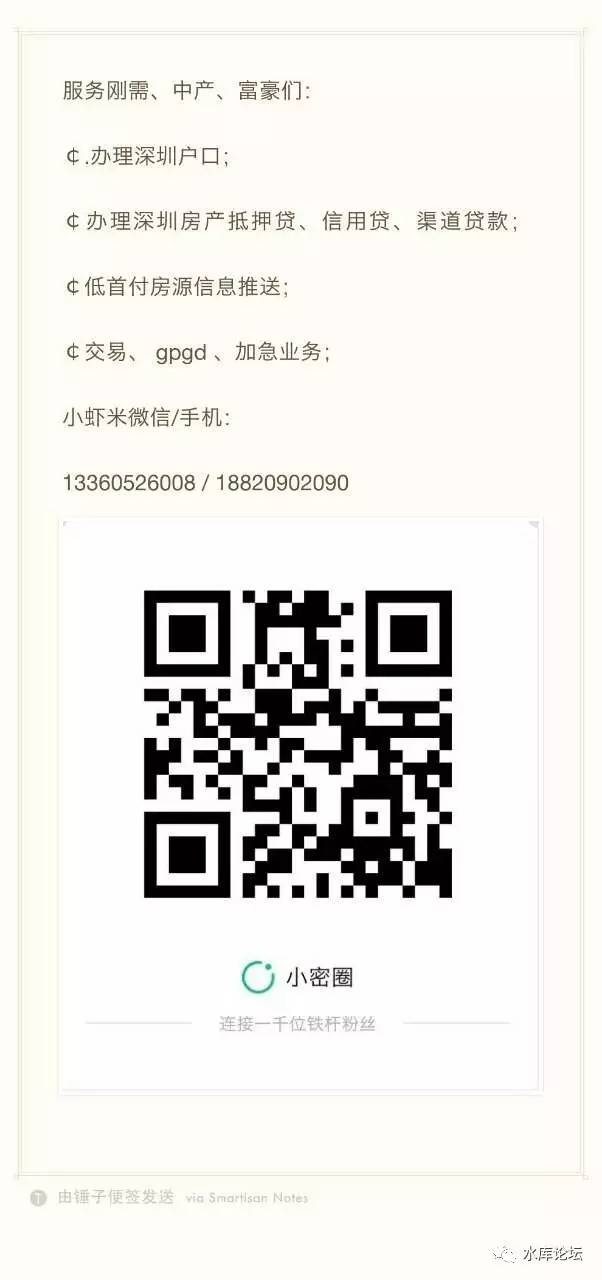 服务刚需、中产、富豪们:
¢.办理深圳户口;
¢办理深圳房产抵押贷、信用贷、渠道贷款;
¢低首付房源信息推送;
¢交易、 gpgd 、加急业务;
小虾米微信/手机:
13360526008 / 18820902090
小密圈
连接一千位铁杆粉丝
T 由锤子便签发送 via Smartisan Notes
水库论坛